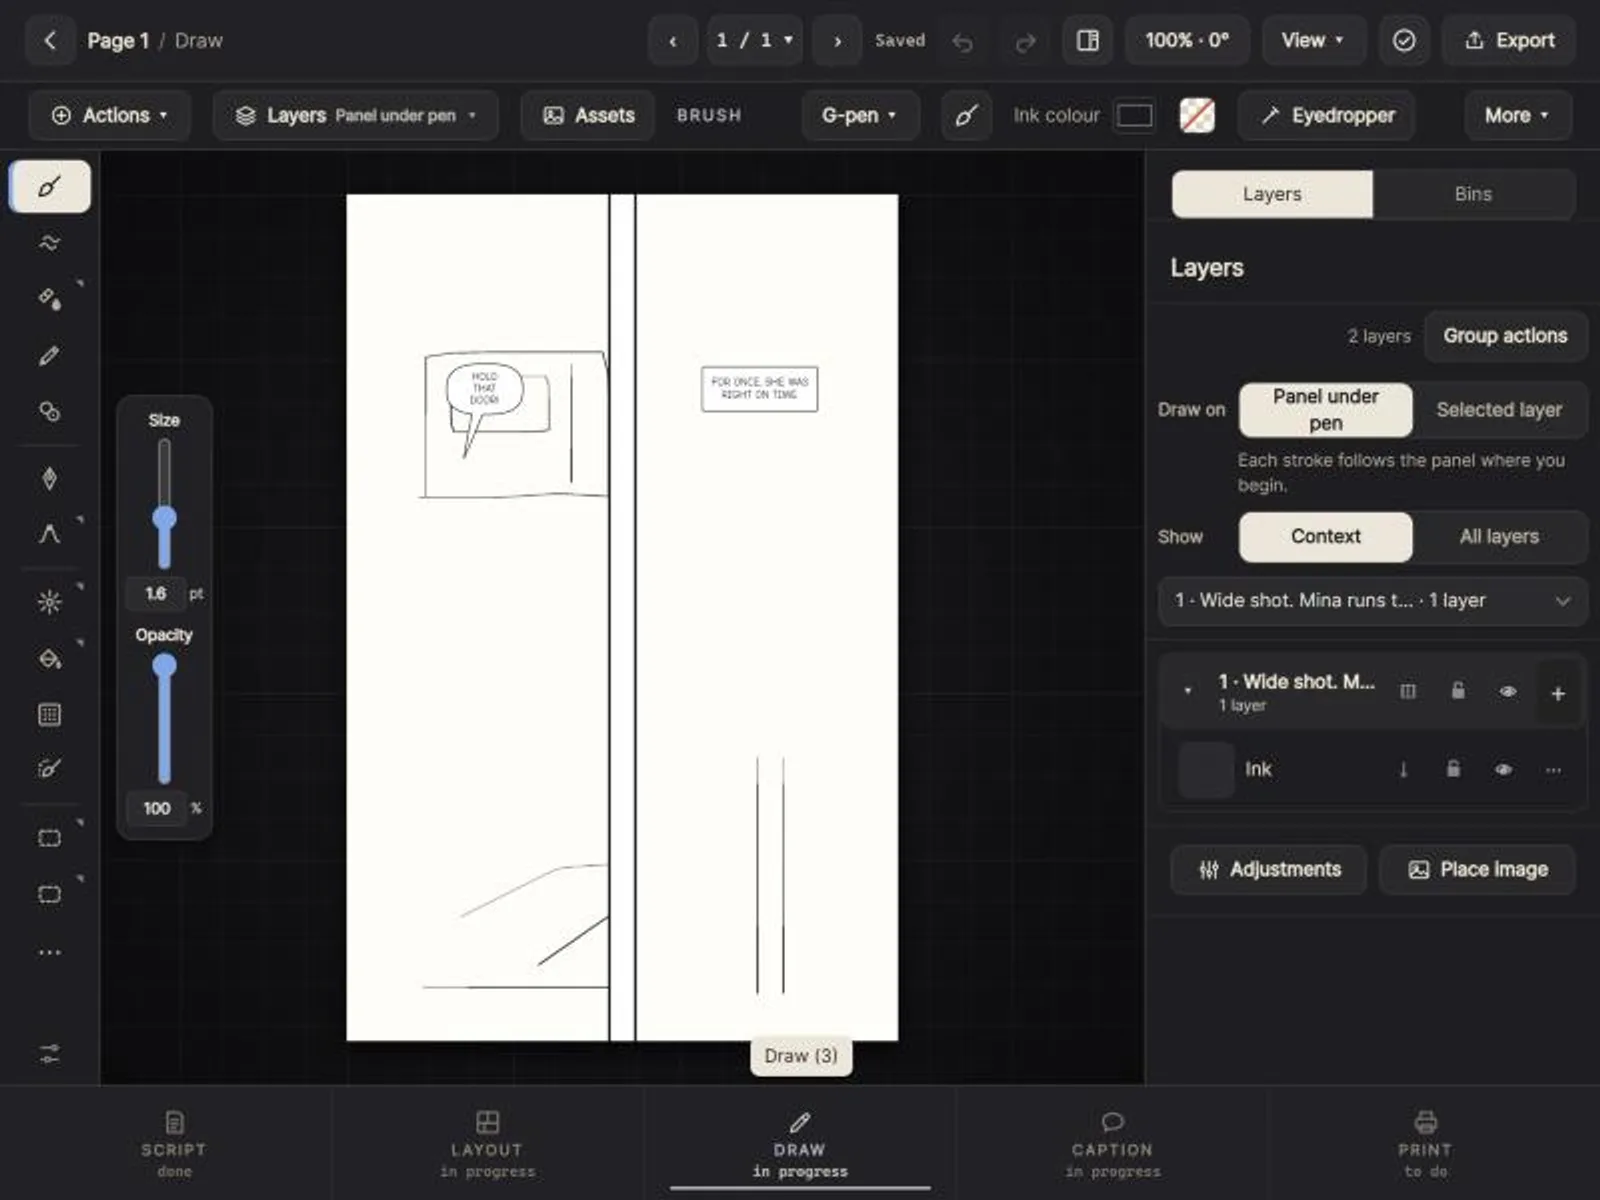 Page 1 / Draw
‹
1 / 1 ▾
›
Saved
100% · 0°
View ▾
Export
Actions ▾
Layers Panel under pen ▾
Assets
BRUSH
G-pen ▾
Ink colour
Eyedropper
More ▾
Layers
Bins
Layers
2 layers
Group actions
Draw on
Panel under
pen
Selected layer
Each stroke follows the panel where you
begin.
Show
Context
All layers
1 · Wide shot. Mina runs t... · 1 layer
1 · Wide shot. M...
1 layer
Ink
Adjustments
Place image
Size
1.6 pt
Opacity
100 %
HOLD
THAT
DOOR!
FOR ONCE, SHE WAS
RIGHT ON TIME.
Draw (3)
SCRIPT
done
LAYOUT
in progress
DRAW
in progress
CAPTION
in progress
PRINT
to do